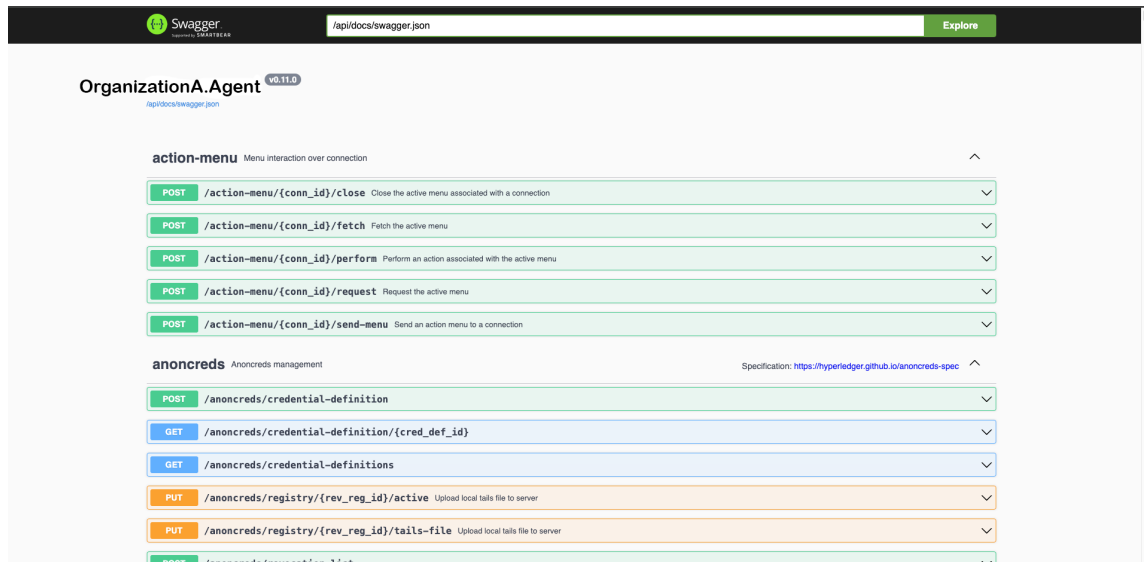 Swagger.
Supported by SMARTBEAR
/api/docs/swagger.json
Explore
OrganizationA.Agent v0.11.0
/api/docs/swagger.json
action-menu Menu interaction over connection
POST /action-menu/{conn_id}/close Close the active menu associated with a connection
POST /action-menu/{conn_id}/fetch Fetch the active menu
POST /action-menu/{conn_id}/perform Perform an action associated with the active menu
POST /action-menu/{conn_id}/request Request the active menu
POST /action-menu/{conn_id}/send-menu Send an action menu to a connection
anoncreds Anoncreds management Specification: https://hyperledger.github.io/anoncreds-spec
POST /anoncreds/credential-definition
GET /anoncreds/credential-definition/{cred_def_id}
GET /anoncreds/credential-definitions
PUT /anoncreds/registry/{rev_reg_id}/active Upload local tails file to server
PUT /anoncreds/registry/{rev_reg_id}/tails-file Upload local tails file to server